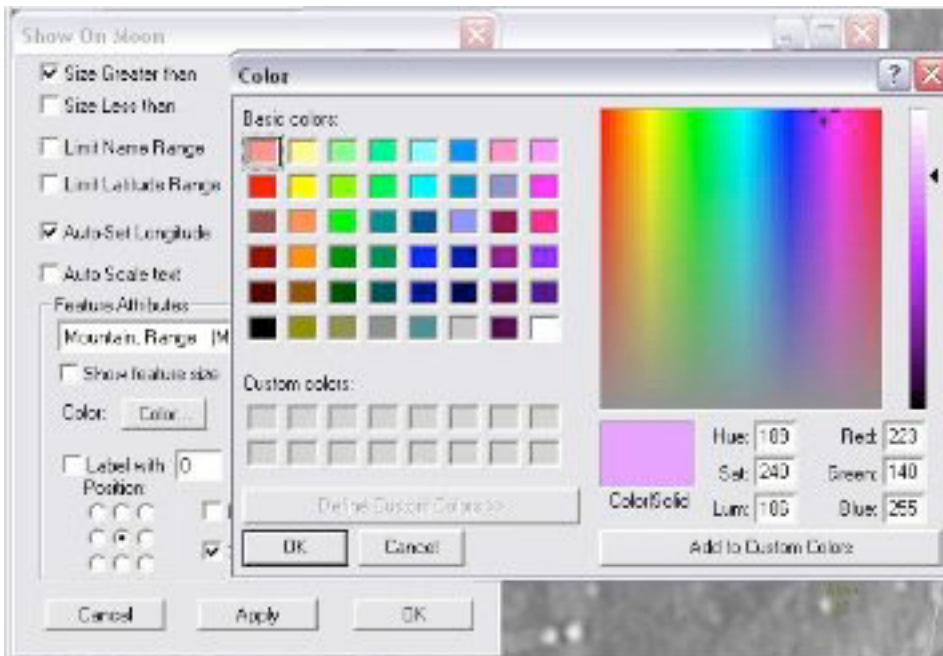 Show On Moon
Size Greater than
Size Less than
Limit Name Range
Limit Latitude Range
Auto-Set Longitude
Auto Scale text
Feature Attributes
Mountain, Range (M
Show feature size
Color: Color...
Label with 0
Position:
Cancel Apply OK
Color
Basic colors:
Custom colors:
Define Custom Colors >>
OK Cancel
Hue: 189 Red: 223
Sat: 240 Green: 140
Lum: 186 Blue: 255
Color|Solid
Add to Custom Colors